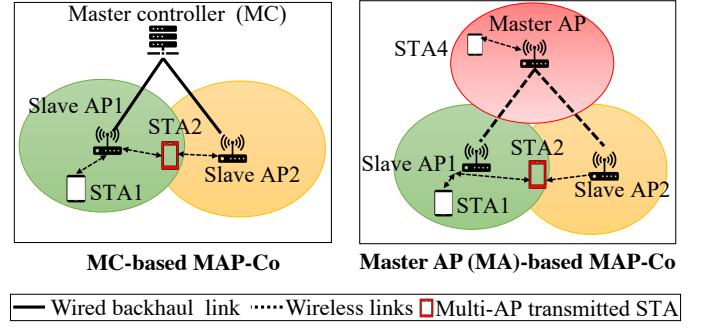 Master controller (MC)
Slave AP1
STA2
Slave AP2
STA1
MC-based MAP-Co
Master AP
STA4
Slave AP1
STA2
Slave AP2
STA1
Master AP (MA)-based MAP-Co
Wired backhaul link Wireless links Multi-AP transmitted STA